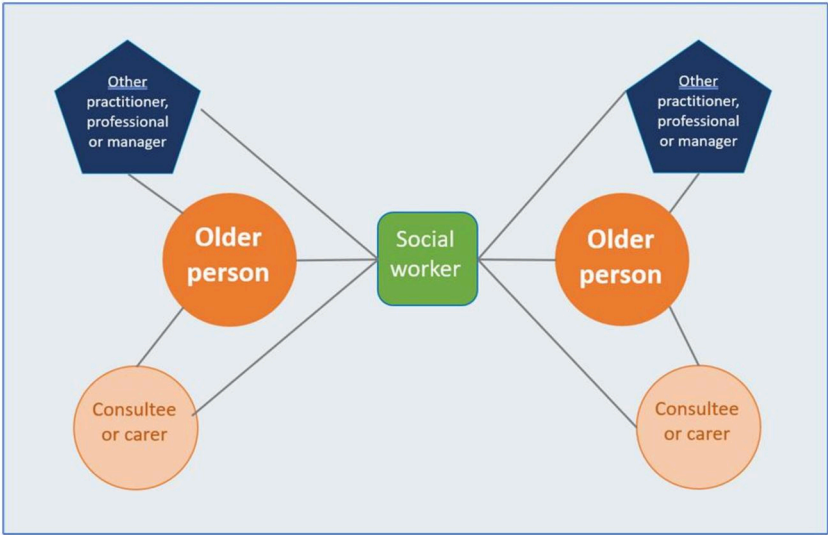 Other
practitioner,
professional
or manager
Older
person
Consultee
or carer
Social
worker
Other
practitioner,
professional
or manager
Older
person
Consultee
or carer